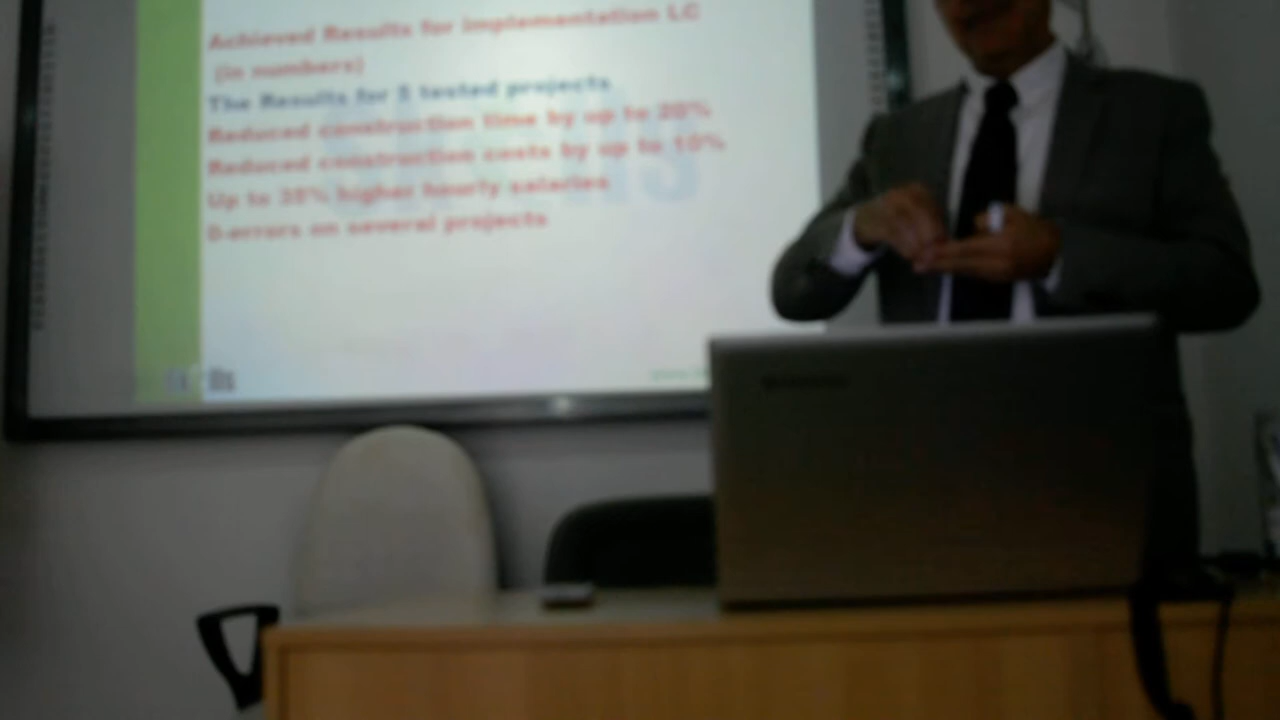 Achieved Results for implementation LC
(in numbers)
The Results for 5 tested projects
Reduced construction time by up to 20%
Reduced construction costs by up to 10%
Up to 35% higher hourly salaries
0-errors on several projects